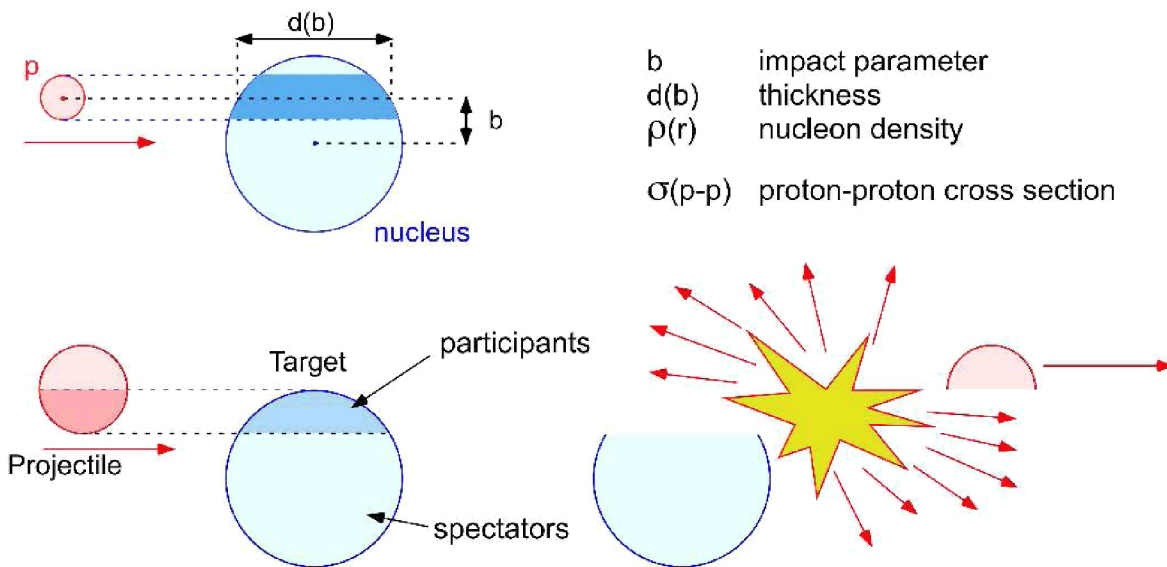 d(b)
p
b
nucleus
b impact parameter
d(b) thickness
ρ(r) nucleon density
σ(p-p) proton-proton cross section
Target
participants
Projectile
spectators